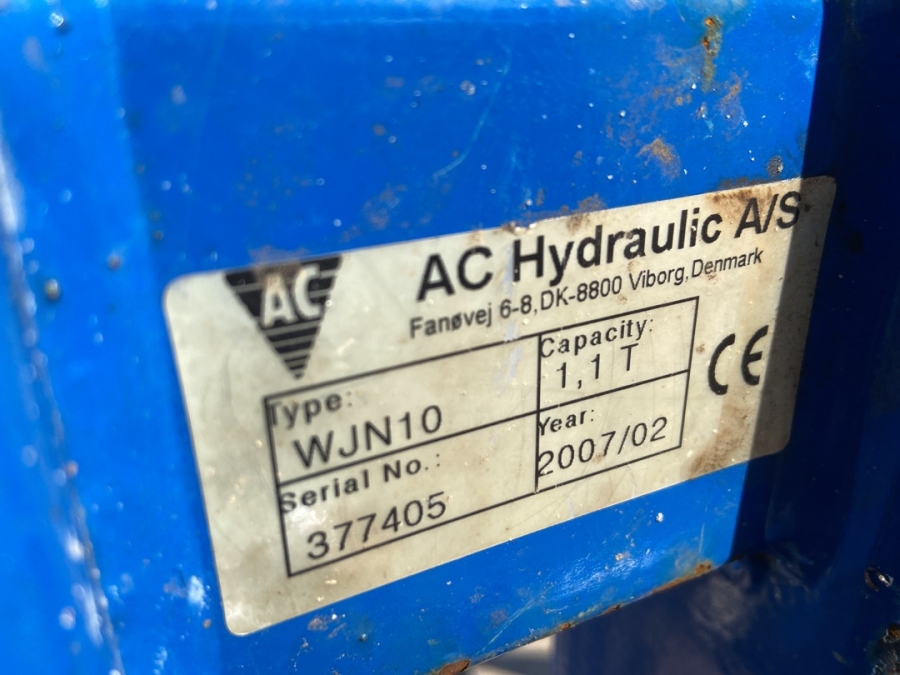 AC
AC Hydraulic A/S
Fanøvej 6-8, DK-8800 Viborg, Denmark
Type:
WJN10
Capacity:
1,1 T
Serial No.:
377405
Year:
2007/02
CE